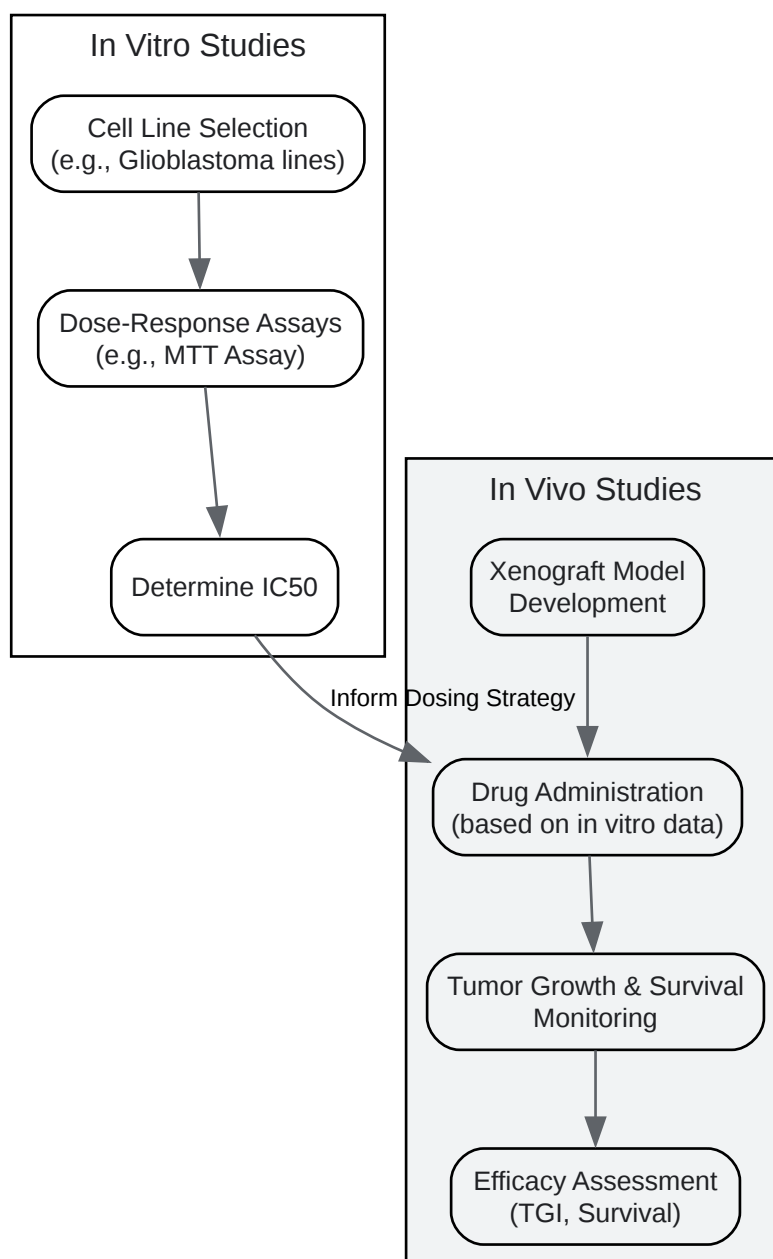 In Vitro Studies
Cell Line Selection
(e.g., Glioblastoma lines)
Dose-Response Assays
(e.g., MTT Assay)
Determine IC50
Inform Dosing Strategy
In Vivo Studies
Xenograft Model
Development
Drug Administration
(based on in vitro data)
Tumor Growth & Survival
Monitoring
Efficacy Assessment
(TGI, Survival)